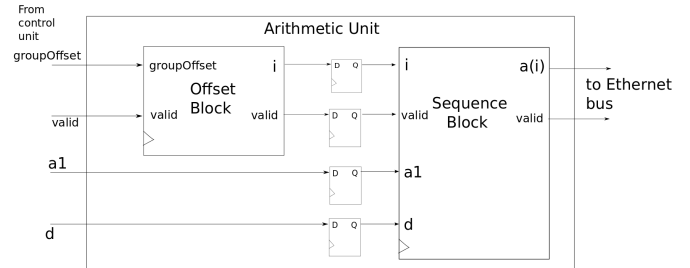 From
control
unit
Arithmetic Unit
groupOffset
groupOffset
i
D Q
i
a(i)
Offset
Block
to Ethernet
bus
valid
valid
valid
D Q
valid
Sequence
Block
valid
a1
D Q
a1
d
D Q
d